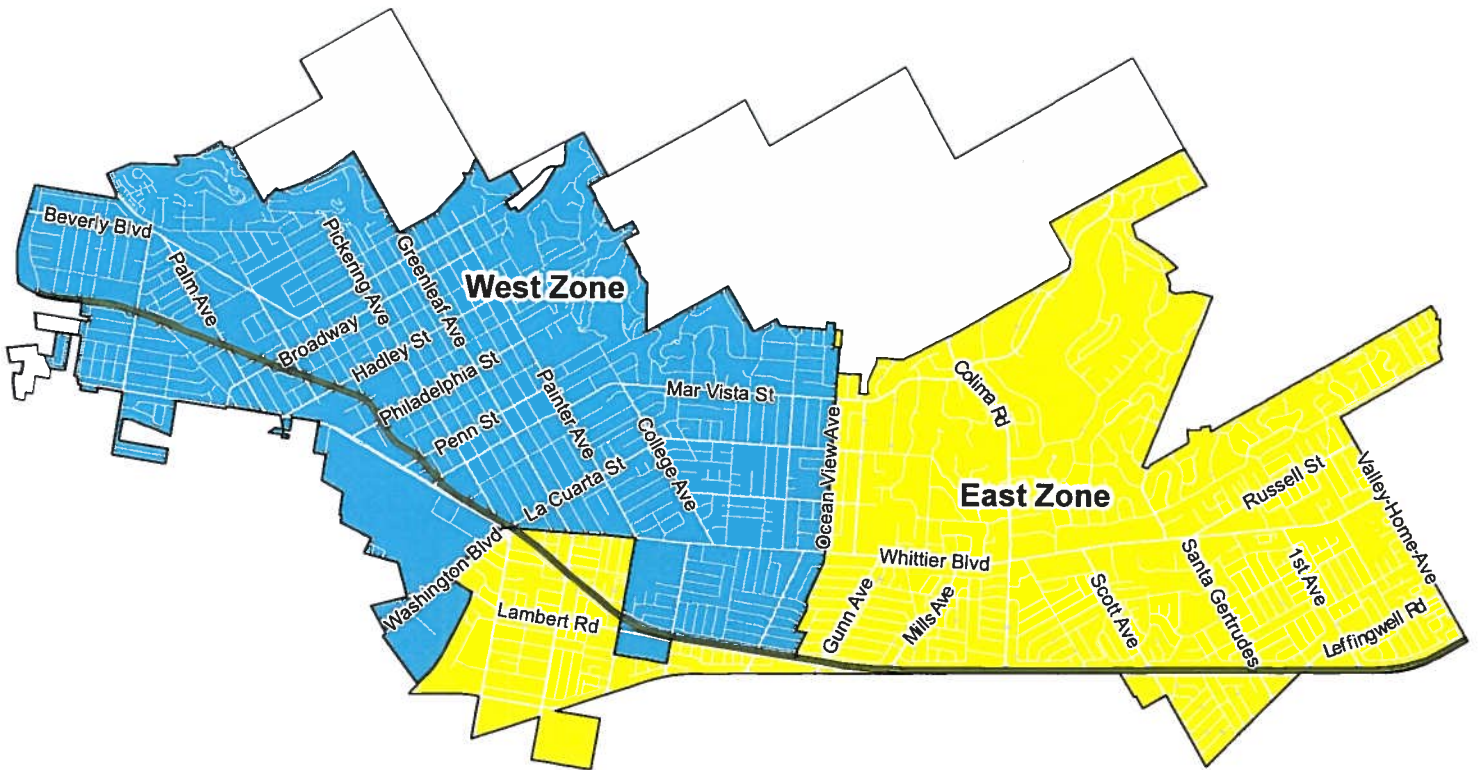 Beverly Blvd
Palm Ave
Pickering Ave
Greenleaf Ave
West Zone
Broadway
Hadley St
Philadelphia St
Penn St
Painter Ave
Mar Vista St
College Ave
La Cuarta St
Washington Blvd
Lambert Rd
Ocean View Ave
Colima Rd
East Zone
Whittier Blvd
Gunn Ave
Mills Ave
Scott Ave
Santa Gertrudes
Russell St
1st Ave
Valley-Home-Ave
Leffingwell Rd